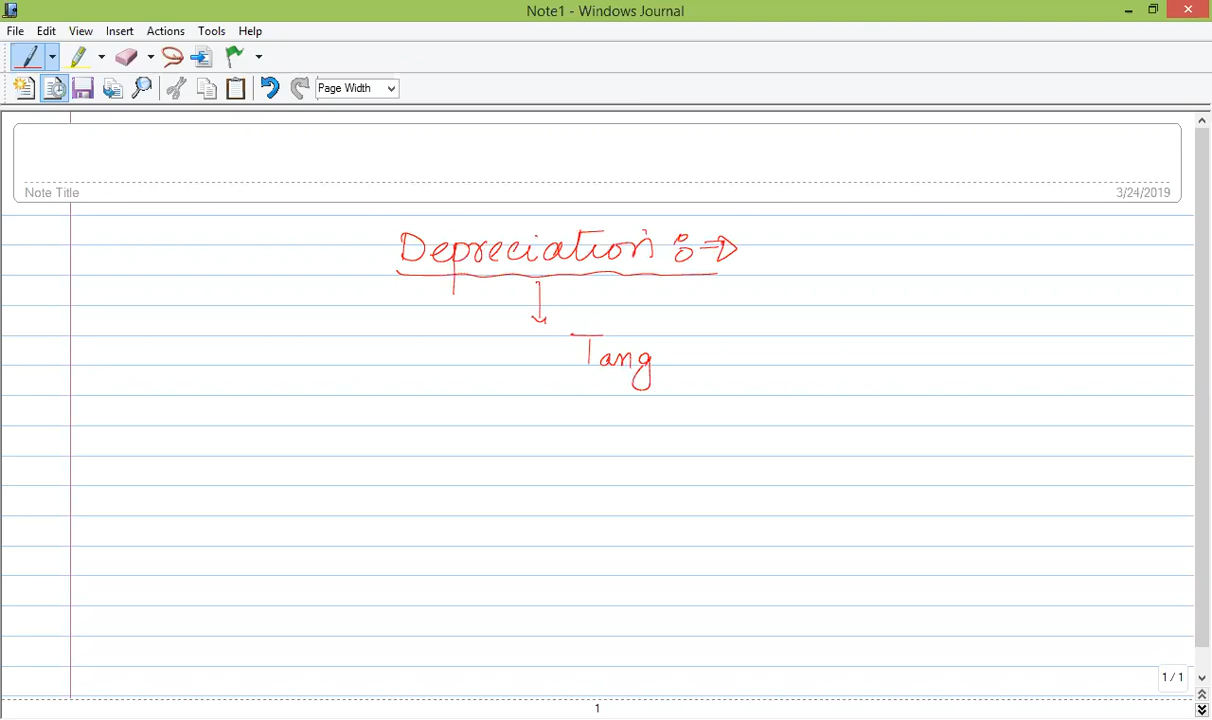 Note1 - Windows Journal
File Edit View Insert Actions Tools Help
Page Width
Note Title
3/24/2019
Depreciation :⇒
↓
Tang
1 / 1
1